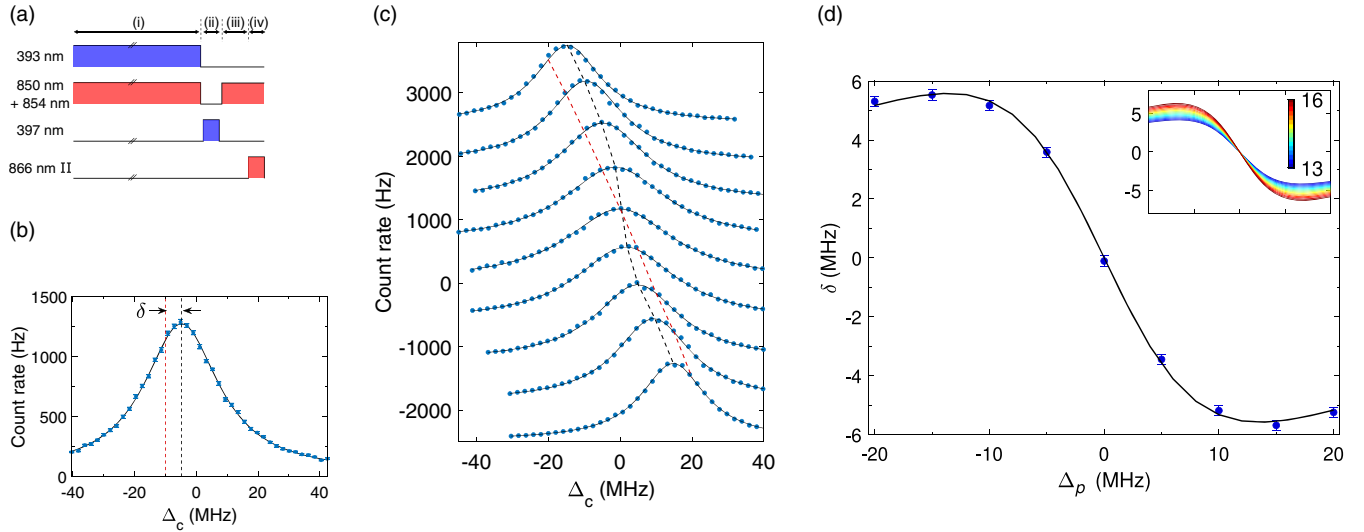 (a)
(i) (ii) (iii) (iv)
393 nm
850 nm
+ 854 nm
397 nm
866 nm II
(b)
1500
1000
500
0
Count rate (Hz)
δ
-40 -20 0 20 40
Δc (MHz)
(c)
3000
2000
1000
0
-1000
-2000
Count rate (Hz)
-40 -20 0 20 40
Δc (MHz)
(d)
6
4
2
0
-2
-4
-6
δ (MHz)
-20 -10 0 10 20
Δp (MHz)
5
0
-5
16
13